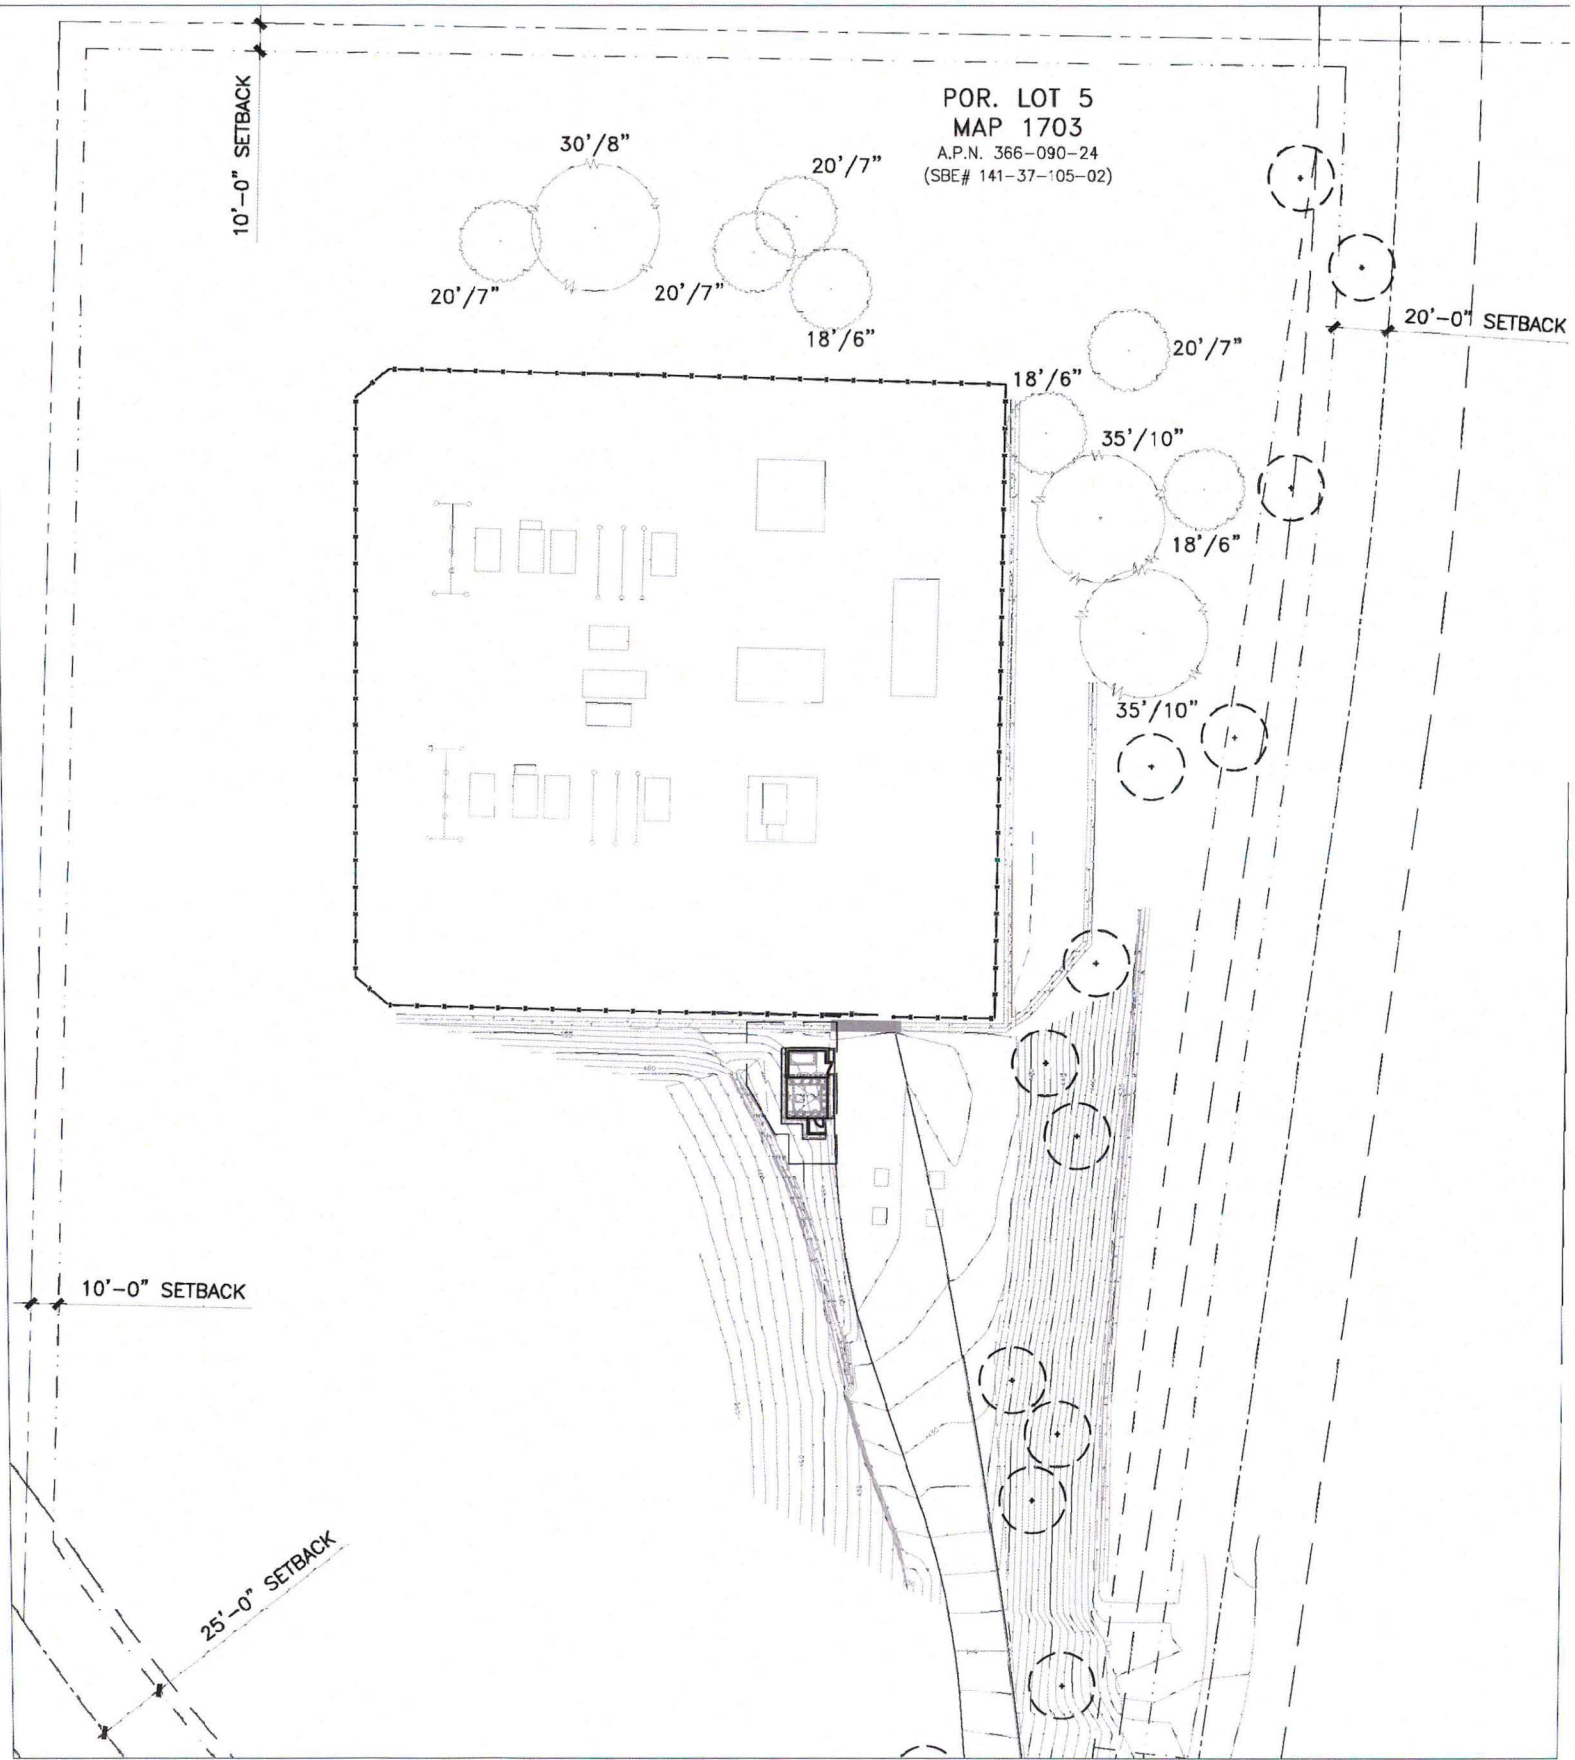 10'-0" SETBACK
POR. LOT 5
MAP 1703
A.P.N. 366-090-24
(SBE# 141-37-105-02)
30'/8"
20'/7"
20'/7"
20'/7"
18'/6"
20'-0" SETBACK
20'/7"
18'/6"
35'/10"
18'/6"
35'/10"
10'-0" SETBACK
25'-0" SETBACK